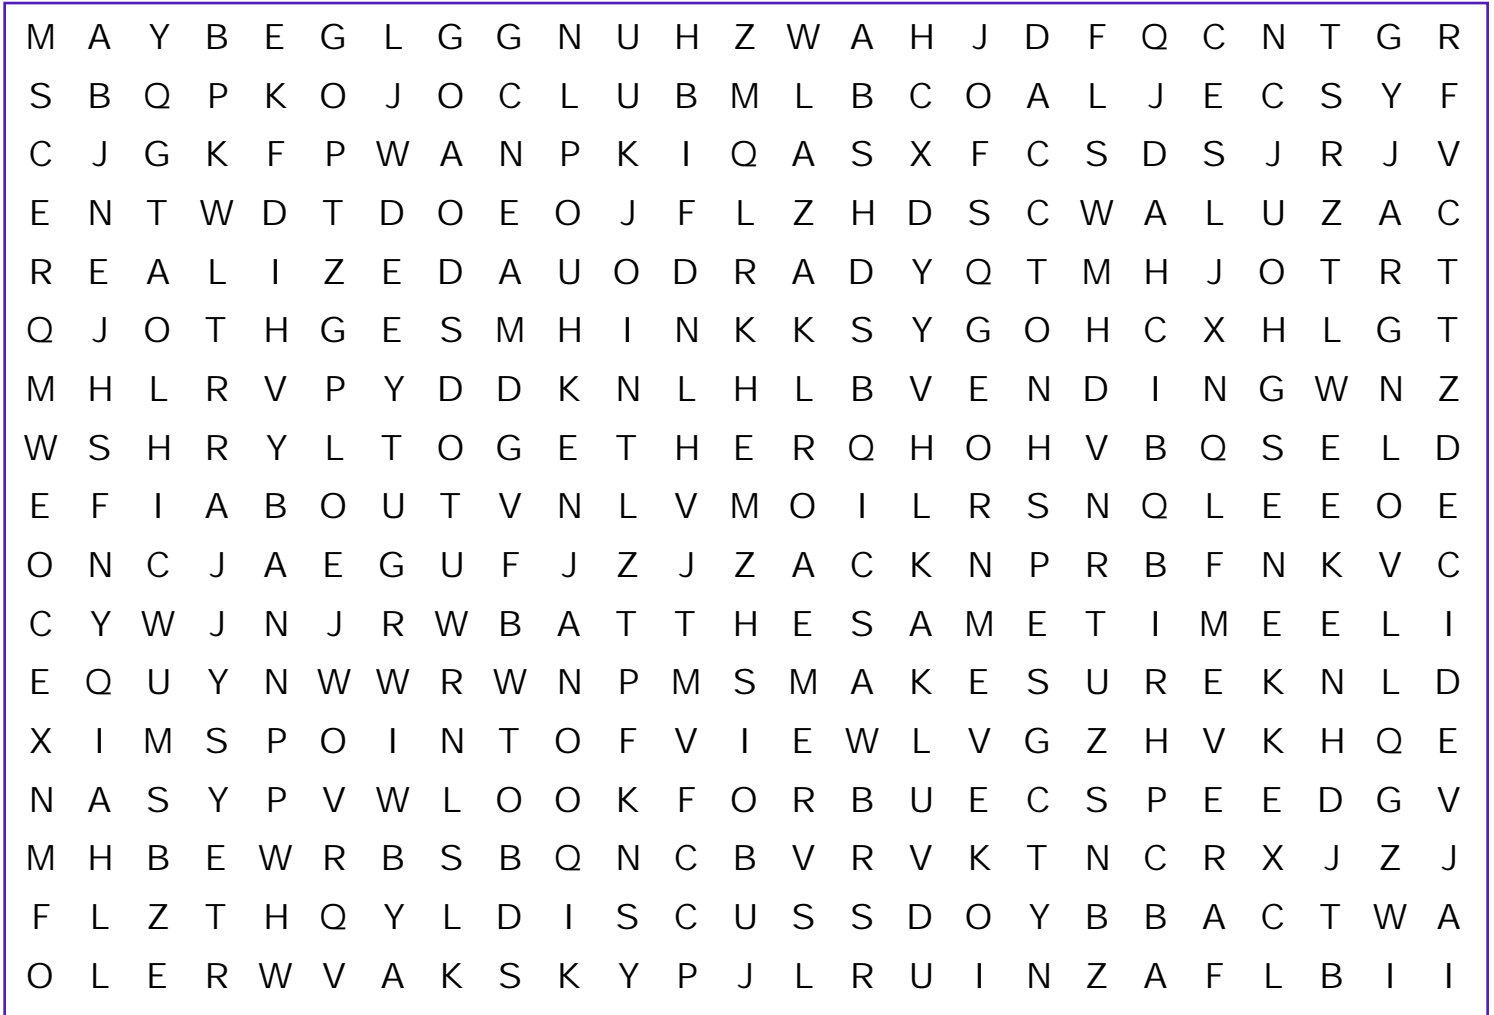 M A Y B E G L G G N U H Z W A H J D F Q C N T G R
S B Q P K O J O C L U B M L B C O A L J E C S Y F
C J G K F P W A N P K I Q A S X F C S D S J R J V
E N T W D T D O E O J F L Z H D S C W A L U Z A C
R E A L I Z E D A U O D R A D Y Q T M H J O T R T
Q J O T H G E S M H I N K K S Y G O H C X H L G T
M H L R V P Y D D K N L H L B V E N D I N G W N Z
W S H R Y L T O G E T H E R Q H O H V B Q S E L D
E F I A B O U T V N L V M O I L R S N Q L E E O E
O N C J A E G U F J Z J Z A C K N P R B F N K V C
C Y W J N J R W B A T T H E S A M E T I M E E L I
E Q U Y N W W R W N P M S M A K E S U R E K N L D
X I M S P O I N T O F V I E W L V G Z H V K H Q E
N A S Y P V W L O O K F O R B U E C S P E E D G V
M H B E W R B S B Q N C B V R V K T N C R X J Z J
F L Z T H Q Y L D I S C U S S D O Y B B A C T W A
O L E R W V A K S K Y P J L R U I N Z A F L B I I